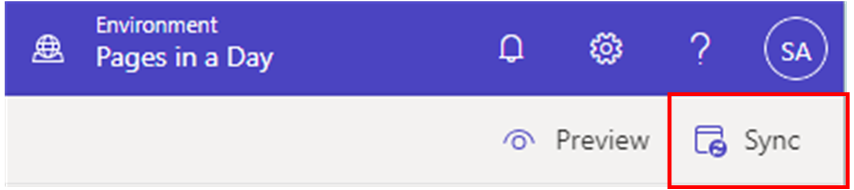 Environment
Pages in a Day
?
SA
Preview
Sync